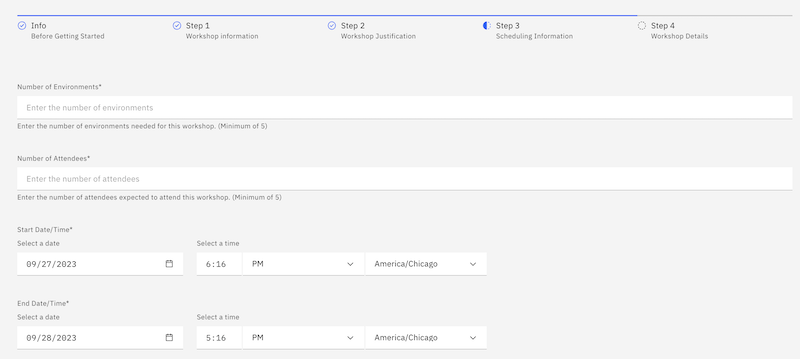 Info
Before Getting Started
Step 1
Workshop information
Step 2
Workshop Justification
Step 3
Scheduling Information
Step 4
Workshop Details
Number of Environments*
Enter the number of environments
Enter the number of environments needed for this workshop. (Minimum of 5)
Number of Attendees*
Enter the number of attendees
Enter the number of attendees expected to attend this workshop. (Minimum of 5)
Start Date/Time*
Select a date Select a time
09/27/2023 6:16 PM America/Chicago
End Date/Time*
Select a date Select a time
09/28/2023 5:16 PM America/Chicago